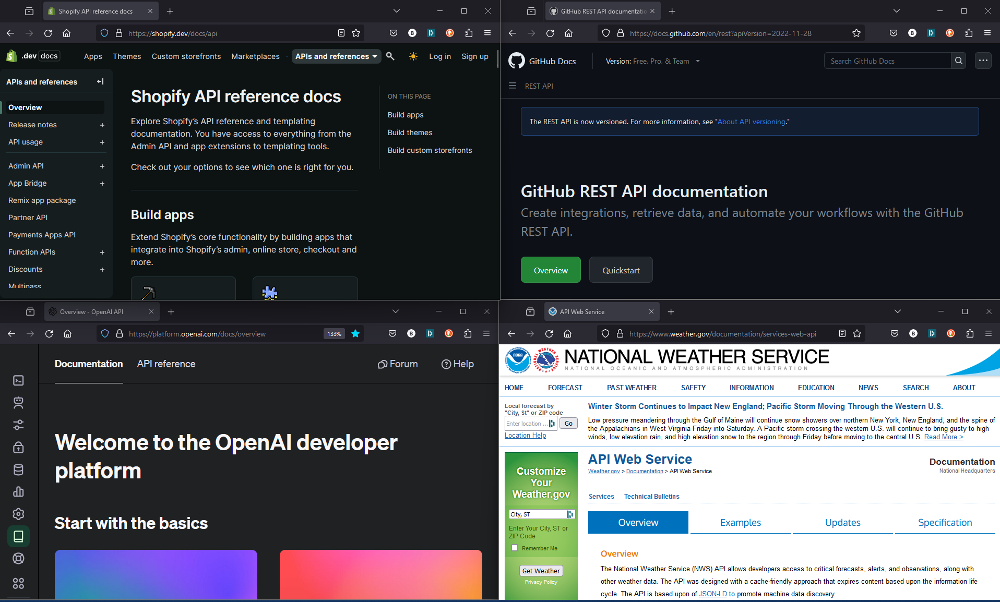 Shopify API reference docs
https://shopify.dev/docs/api
.dev docs
Apps
Themes
Custom storefronts
Marketplaces
APIs and references
Log in
Sign up
APIs and references
Overview
Release notes +
API usage +
Admin API +
App Bridge +
Remix app package
Partner API
Payments Apps API
Function APIs +
Discounts +
Multipass
Shopify API reference docs
Explore Shopify’s API reference and templating
documentation. You have access to everything from the
Admin API and app extensions to templating tools.
Check out your options to see which one is right for you.
Build apps
Extend Shopify’s core functionality by building apps that
integrate into Shopify’s admin, online store, checkout and
more.
ON THIS PAGE
Build apps
Build themes
Build custom storefronts
GitHub REST API documentatio
https://docs.github.com/en/rest?apiVersion=2022-11-28
GitHub Docs
Version: Free, Pro, & Team
Search GitHub Docs
REST API
The REST API is now versioned. For more information, see "About API versioning."
GitHub REST API documentation
Create integrations, retrieve data, and automate your workflows with the GitHub
REST API.
Overview
Quickstart
Overview - OpenAI API
https://platform.openai.com/docs/overview
133%
Documentation
API reference
Forum
Help
Welcome to the OpenAI developer
platform
Start with the basics
API Web Service
https://www.weather.gov/documentation/services-web-api
NOAA
NATIONAL WEATHER SERVICE
NATIONAL OCEANIC AND ATMOSPHERIC ADMINISTRATION
HOME
FORECAST
PAST WEATHER
SAFETY
INFORMATION
EDUCATION
NEWS
SEARCH
ABOUT
Local forecast by
"City, St" or ZIP code
Enter location ...
Go
Location Help
Winter Storm Continues to Impact New England; Pacific Storm Moving Through the Western U.S.
Low pressure meandering through the Gulf of Maine will continue snow showers over northern New York, New England, and the spine of
the Appalachians in West Virginia Friday into Saturday. A Pacific storm crossing the western U.S. will continue to bring gusty to high
winds, low elevation rain, and high elevation snow to the region through Friday before moving to the central U.S. Read More >
Customize
Your
Weather.gov
City, ST
Enter Your City, ST or
ZIP Code
Remember Me
Get Weather
Privacy Policy
API Web Service
Weather.gov > Documentation > API Web Service
Documentation
National Headquarters
Services
Technical Bulletins
Overview
Examples
Updates
Specification
Overview
The National Weather Service (NWS) API allows developers access to critical forecasts, alerts, and observations, along with
other weather data. The API was designed with a cache-friendly approach that expires content based upon the information life
cycle. The API is based upon of JSON-LD to promote machine data discovery.